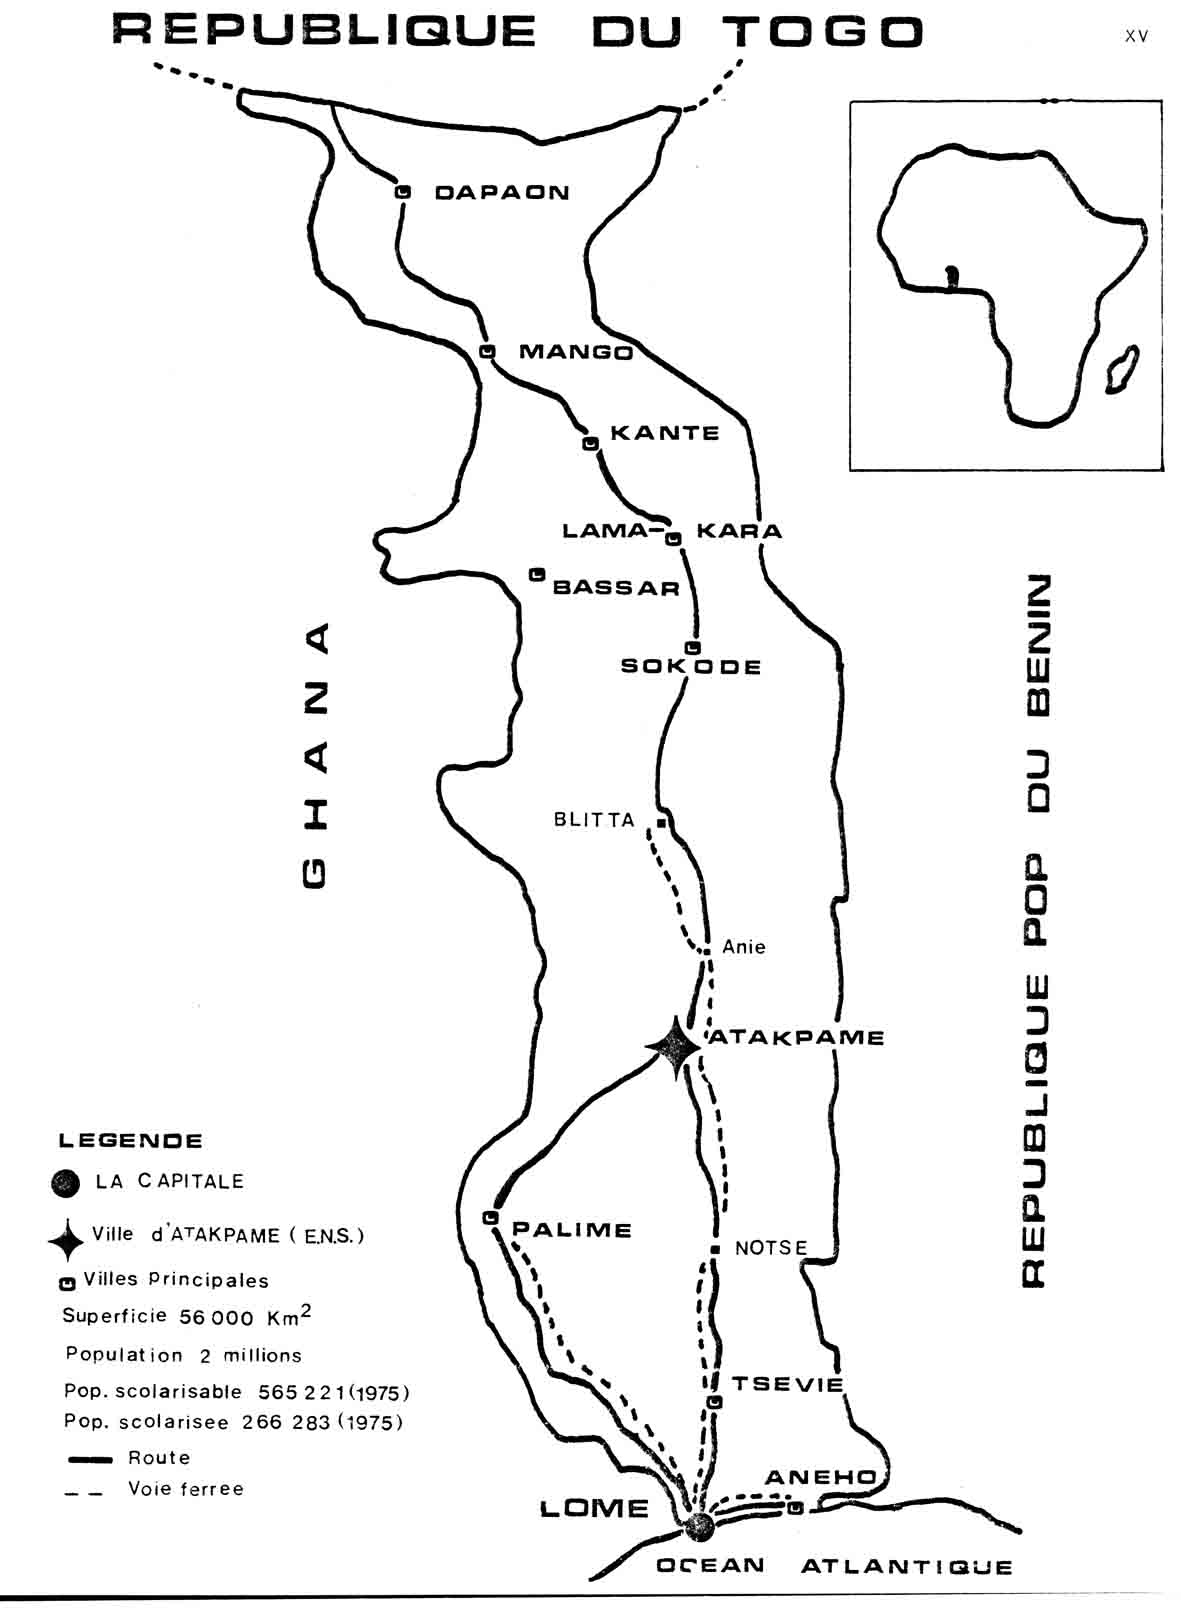 REPUBLIQUE DU TOGO
XV
DAPAON
MANGO
KANTE
LAMA- KARA
BASSAR
SOKODE
GHANA
REPUBLIQUE POP DU BENIN
BLITTA
Anie
ATAKPAME
PALIME
NOTSE
TSEVIE
ANEHO
LOME
OCEAN ATLANTIQUE
LEGENDE
LA CAPITALE
Ville d'ATAKPAME ( E.N.S.)
Villes Principales
Superficie 56 000 Km2
Population 2 millions
Pop. scolarisable 565 221 (1975)
Pop. scolarisee 266 283 (1975)
Route
Voie ferree